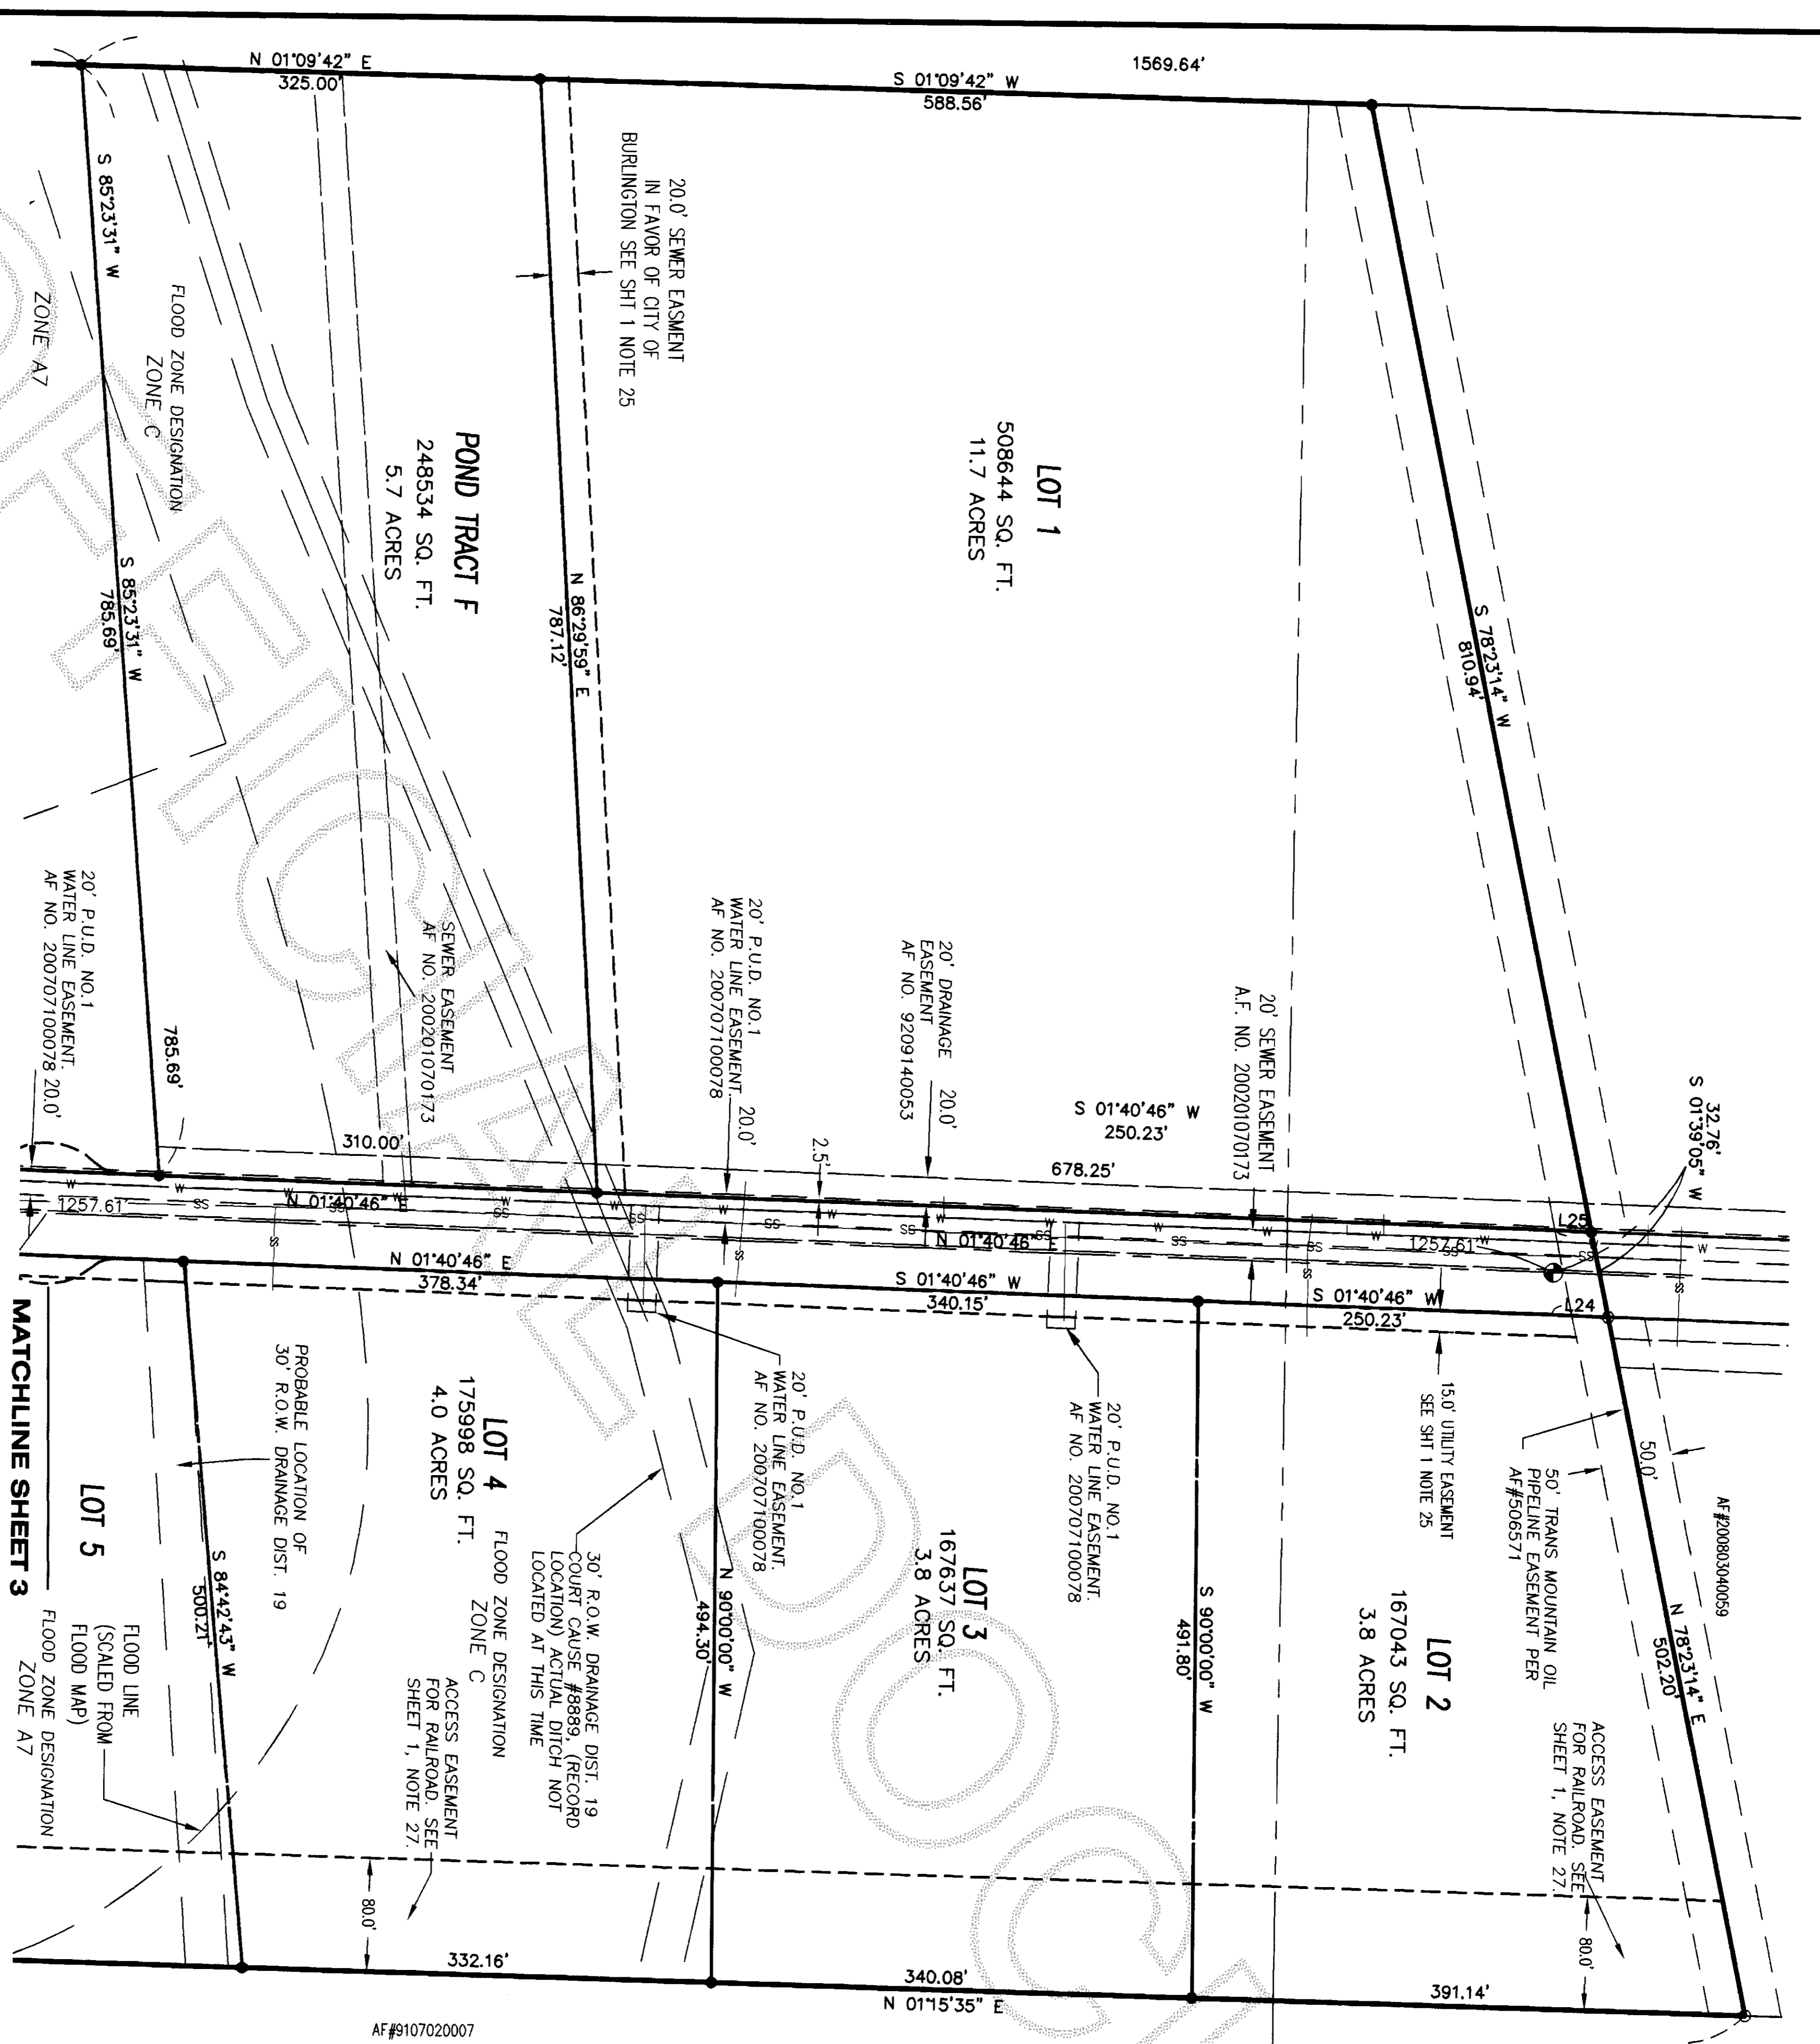 1569.64'
N 01°09'42" E
325.00'
S 01°09'42" W
588.56'
20.0' SEWER EASMENT
IN FAVOR OF CITY OF
BURLINGTON SEE SHT 1 NOTE 25
S 85°23'31" W
FLOOD ZONE DESIGNATION
ZONE C
ZONE A7
LOT 1
508644 SQ. FT.
11.7 ACRES
POND TRACT F
248534 SQ. FT.
5.7 ACRES
S 78°23'14" W
810.94'
N 86°29'59" E
787.12'
S 85°23'31" W
785.69'
SEWER EASEMENT
AF NO. 200201070173
20' P.U.D. NO.1
WATER LINE EASEMENT.
AF NO. 200707100078
20.0'
785.69'
20' P.U.D. NO.1
WATER LINE EASEMENT.
AF NO. 200707100078
20.0'
20' DRAINAGE
EASEMENT
AF NO. 9209140053
20.0'
20' SEWER EASEMENT
A.F. NO. 200201070173
S 01°40'46" W
250.23'
32.76'
S 01°39'05" W
310.00'
2.5'
678.25'
1257.61'
N 01°40'46" E
N 01°40'46" E
1257.61'
L25
L24
W
SS
N 01°40'46" E
378.34'
S 01°40'46" W
340.15'
S 01°40'46" W
250.23'
15.0' UTILITY EASEMENT
SEE SHT 1 NOTE 25
50' TRANS MOUNTAIN OIL
PIPELINE EASEMENT PER
AF#506571
50.0'
AF#200803040059
N 78°23'14" E
502.20'
20' P.U.D. NO.1
WATER LINE EASEMENT.
AF NO. 200707100078
20' P.U.D. NO.1
WATER LINE EASEMENT.
AF NO. 200707100078
LOT 2
167043 SQ. FT.
3.8 ACRES
S 90°00'00" W
491.80'
LOT 3
167637 SQ. FT.
3.8 ACRES
N 90°00'00" W
494.30'
LOT 4
175998 SQ. FT.
4.0 ACRES
FLOOD ZONE DESIGNATION
ZONE C
30' R.O.W. DRAINAGE DIST. 19
COURT CAUSE #8889, (RECORD
LOCATION) ACTUAL DITCH NOT
LOCATED AT THIS TIME
ACCESS EASEMENT
FOR RAILROAD. SEE
SHEET 1, NOTE 27.
ACCESS EASEMENT
FOR RAILROAD. SEE
SHEET 1, NOTE 27.
PROBABLE LOCATION OF
30' R.O.W. DRAINAGE DIST. 19
S 84°42'43" W
500.21'
LOT 5
MATCHLINE SHEET 3
FLOOD LINE
(SCALED FROM
FLOOD MAP)
FLOOD ZONE DESIGNATION
ZONE A7
80.0'
80.0'
332.16'
340.08'
N 01°15'35" E
391.14'
AF#9107020007